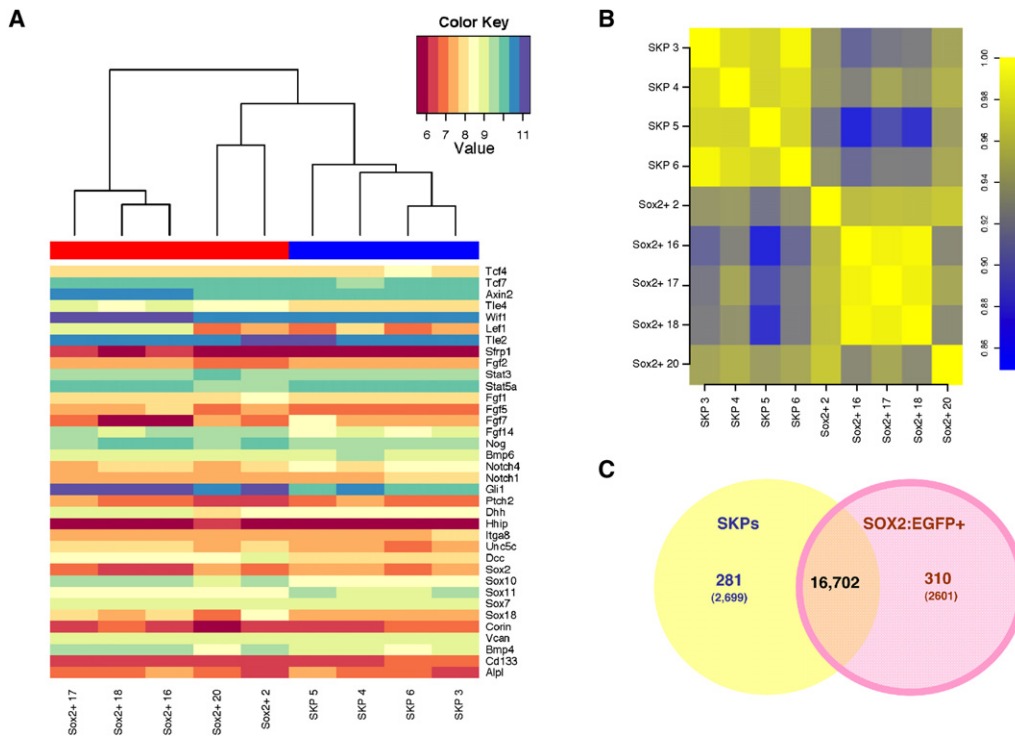 A
Color Key
6 7 8 9 11
Value
Tcf4
Tcf7
Axin2
Tle4
Wif1
Lef1
Tle2
Sfrp1
Fgf2
Stat3
Stat5a
Fgf1
Fgf5
Fgf7
Fgf14
Nog
Bmp6
Notch4
Notch1
Gli1
Ptch2
Dhh
Hhip
Itga8
Unc5c
Dcc
Sox2
Sox10
Sox11
Sox7
Sox18
Corin
Vcan
Bmp4
Cd133
Alpl
Sox2+ 17
Sox2+ 18
Sox2+ 16
Sox2+ 20
Sox2+ 2
SKP 5
SKP 4
SKP 6
SKP 3
B
SKP 3
SKP 4
SKP 5
SKP 6
Sox2+ 2
Sox2+ 16
Sox2+ 17
Sox2+ 18
Sox2+ 20
SKP 3
SKP 4
SKP 5
SKP 6
Sox2+ 2
Sox2+ 16
Sox2+ 17
Sox2+ 18
Sox2+ 20
1.00
0.98
0.96
0.94
0.92
0.90
0.88
0.86
C
SKPs
SOX2:EGFP+
281
(2,699)
16,702
310
(2601)